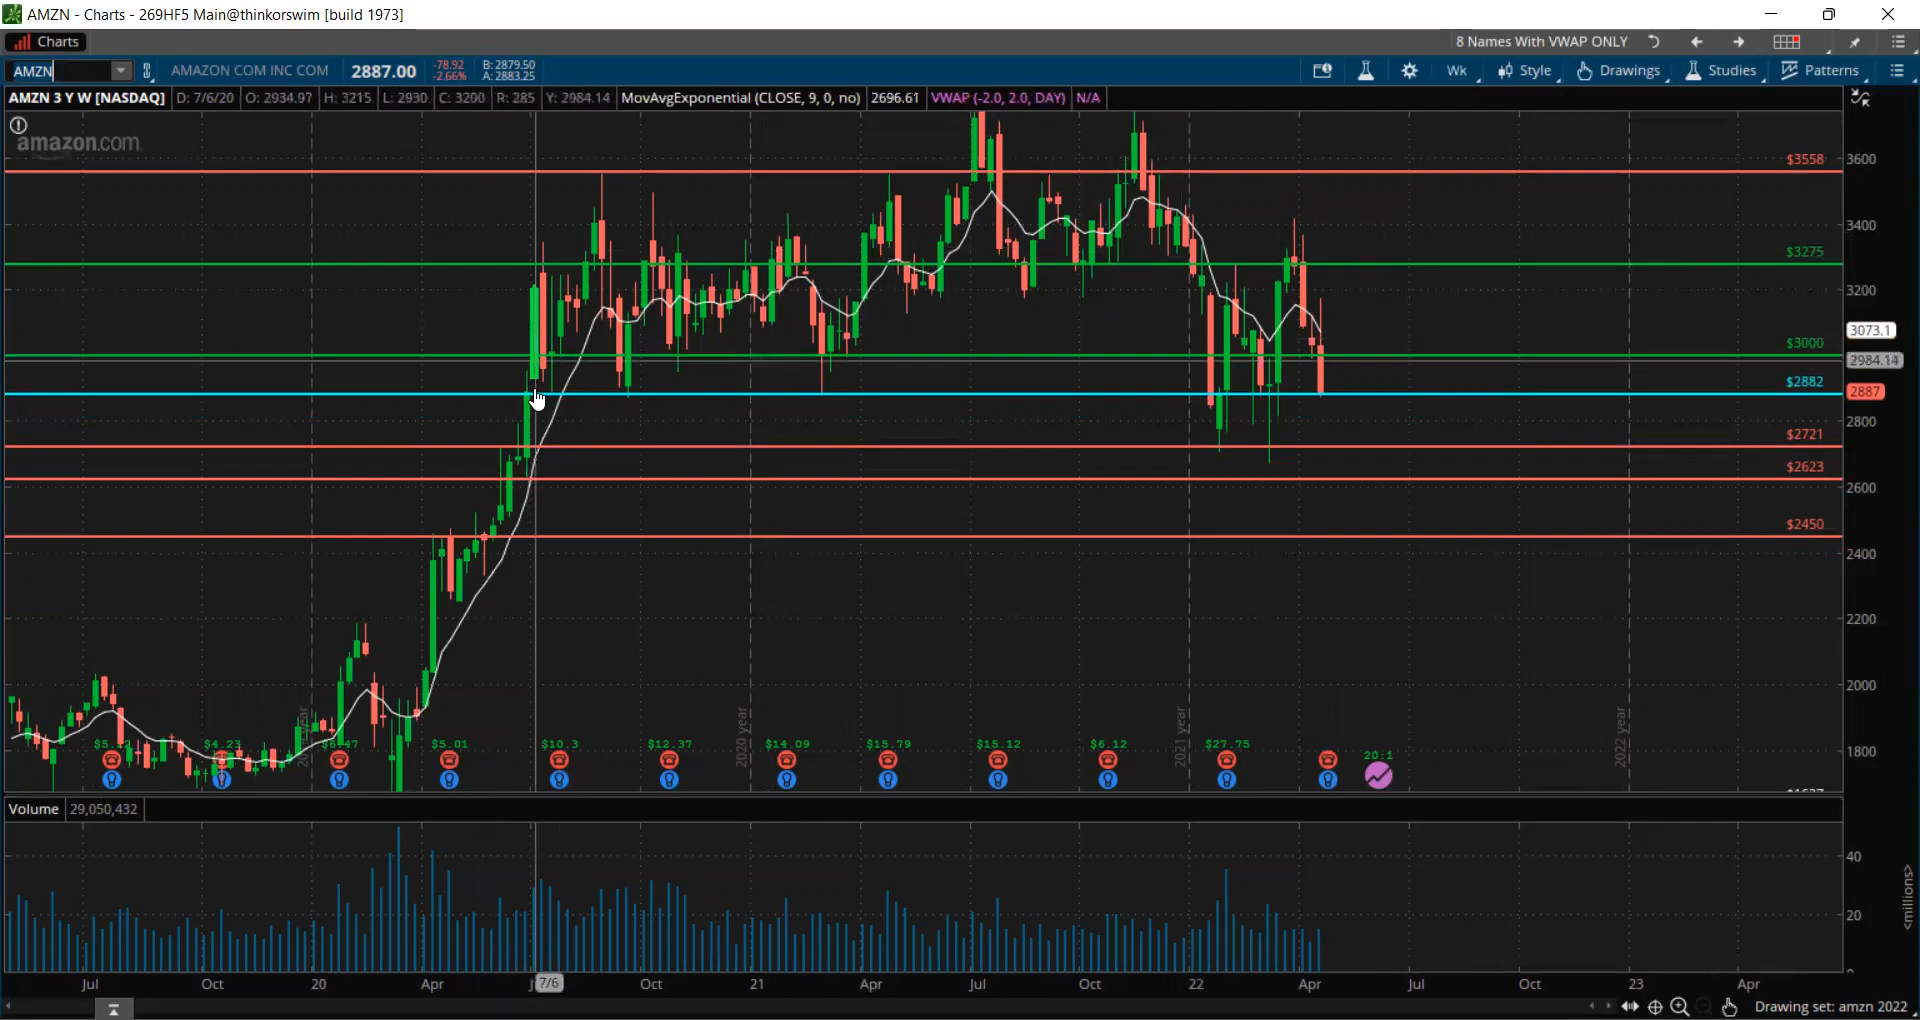 AMZN - Charts - 269HF5 Main@thinkorswim [build 1973]
Charts
8 Names With VWAP ONLY
AMZN
AMAZON COM INC COM
2887.00
-78.92
-2.66%
B: 2879.50
A: 2883.25
Wk
Style
Drawings
Studies
Patterns
AMZN 3 Y W [NASDAQ] D: 7/6/20 O: 2934.97 H: 3215 L: 2930 C: 3200 R: 285 Y: 2984.14 MovAvgExponential (CLOSE, 9, 0, no) 2696.61 VWAP (-2.0, 2.0, DAY) N/A
amazon.com.
$3558
3600
3400
$3275
3200
3073.1
$3000
2984.14
$2882
2887
2800
$2721
$2623
2600
$2450
2400
2200
2000
1800
2020 year
2021 year
2022 year
$4.23
$6.47
$5.01
$10.3
$12.37
$14.09
$15.79
$15.12
$6.12
$27.75
20:1
Volume 29,050,432
40
20
<millions>
Jul
Oct
20
Apr
7/6
Oct
21
Apr
Jul
Oct
22
Apr
Jul
Oct
23
Apr
Drawing set: amzn 2022